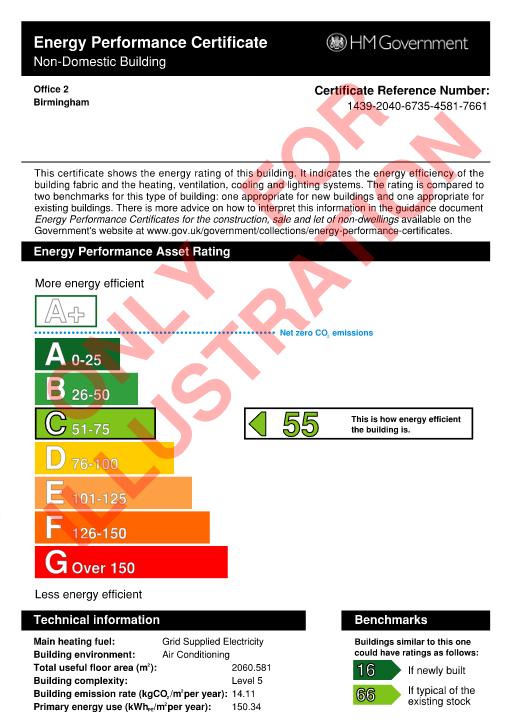 Energy Performance Certificate
HM Government
Non-Domestic Building
Office 2
Birmingham
Certificate Reference Number:
1439-2040-6735-4581-7661
This certificate shows the energy rating of this building. It indicates the energy efficiency of the
building fabric and the heating, ventilation, cooling and lighting systems. The rating is compared to
two benchmarks for this type of building: one appropriate for new buildings and one appropriate for
existing buildings. There is more advice on how to interpret this information in the guidance document
Energy Performance Certificates for the construction, sale and let of non-dwellings available on the
Government's website at www.gov.uk/government/collections/energy-performance-certificates.
Energy Performance Asset Rating
More energy efficient
A+
Net zero CO₂ emissions
A 0-25
B 26-50
C 51-75
55
This is how energy efficient
the building is.
D 76-100
E 101-125
F 126-150
G Over 150
Less energy efficient
Technical information
Main heating fuel: Grid Supplied Electricity
Building environment: Air Conditioning
Total useful floor area (m²): 2060.581
Building complexity: Level 5
Building emission rate (kgCO₂/m²per year): 14.11
Primary energy use (kWhₚₑ/m²per year): 150.34
Benchmarks
Buildings similar to this one
could have ratings as follows:
16 If newly built
66 If typical of the
existing stock
ONLY FOR
ILLUSTRATION